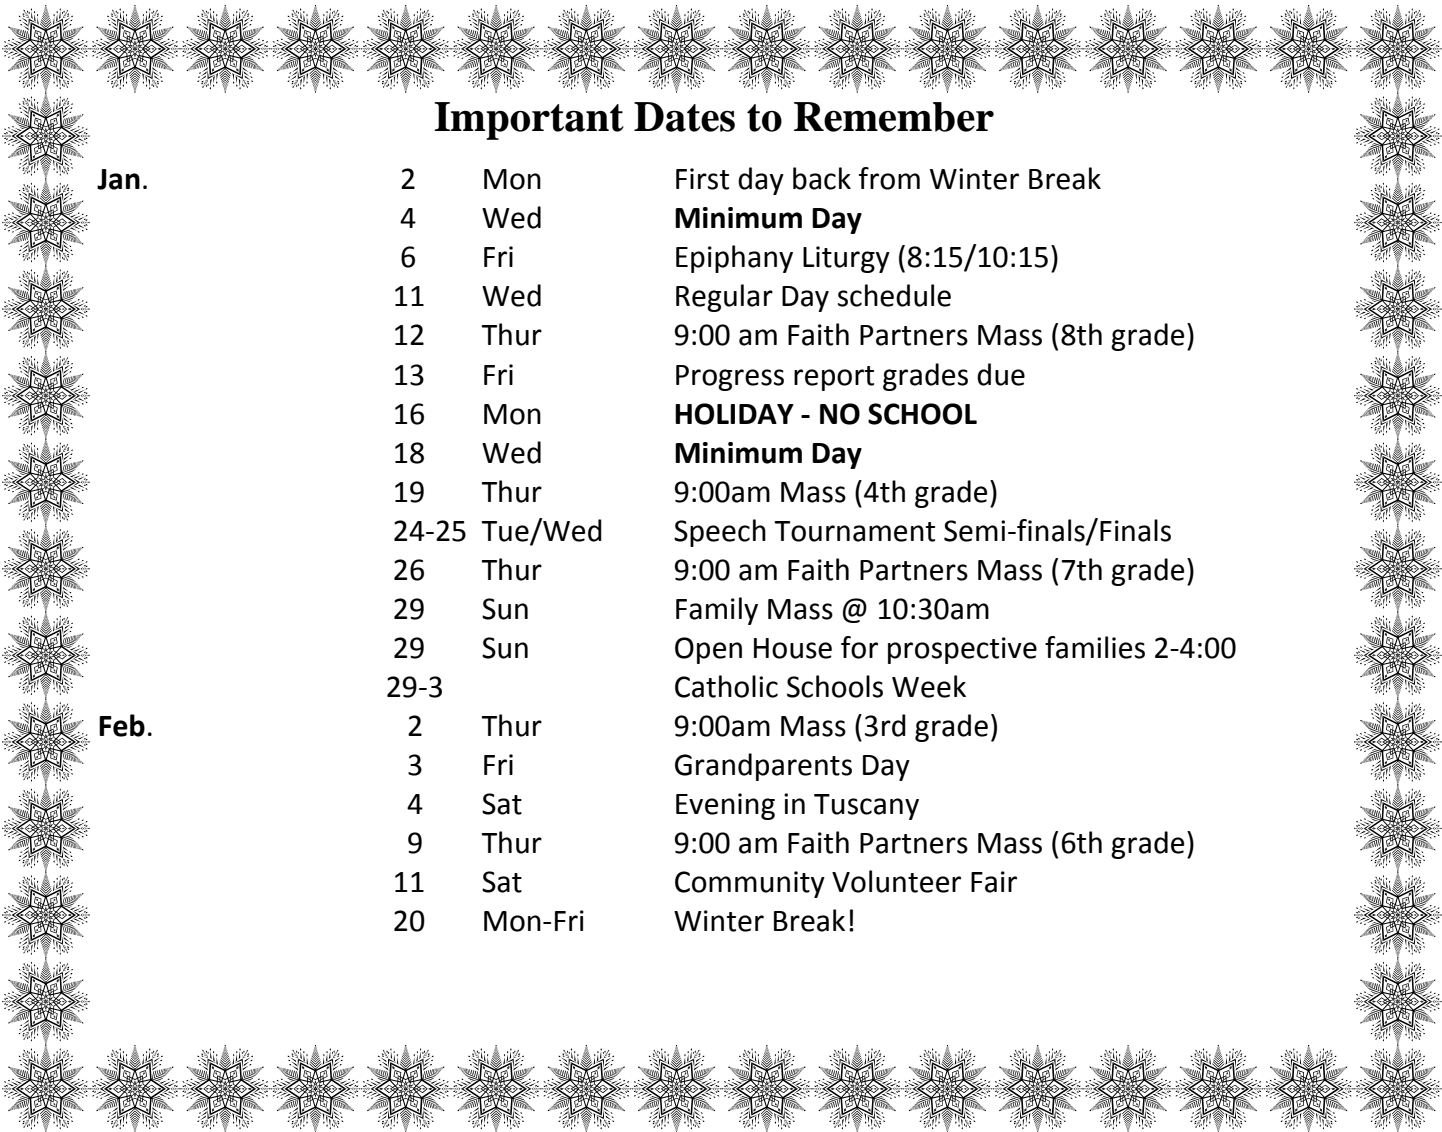 Important Dates to Remember
Jan. 2 Mon First day back from Winter Break
4 Wed Minimum Day
6 Fri Epiphany Liturgy (8:15/10:15)
11 Wed Regular Day schedule
12 Thur 9:00 am Faith Partners Mass (8th grade)
13 Fri Progress report grades due
16 Mon HOLIDAY - NO SCHOOL
18 Wed Minimum Day
19 Thur 9:00am Mass (4th grade)
24-25 Tue/Wed Speech Tournament Semi-finals/Finals
26 Thur 9:00 am Faith Partners Mass (7th grade)
29 Sun Family Mass @ 10:30am
29 Sun Open House for prospective families 2-4:00
29-3 Catholic Schools Week
Feb. 2 Thur 9:00am Mass (3rd grade)
3 Fri Grandparents Day
4 Sat Evening in Tuscany
9 Thur 9:00 am Faith Partners Mass (6th grade)
11 Sat Community Volunteer Fair
20 Mon-Fri Winter Break!